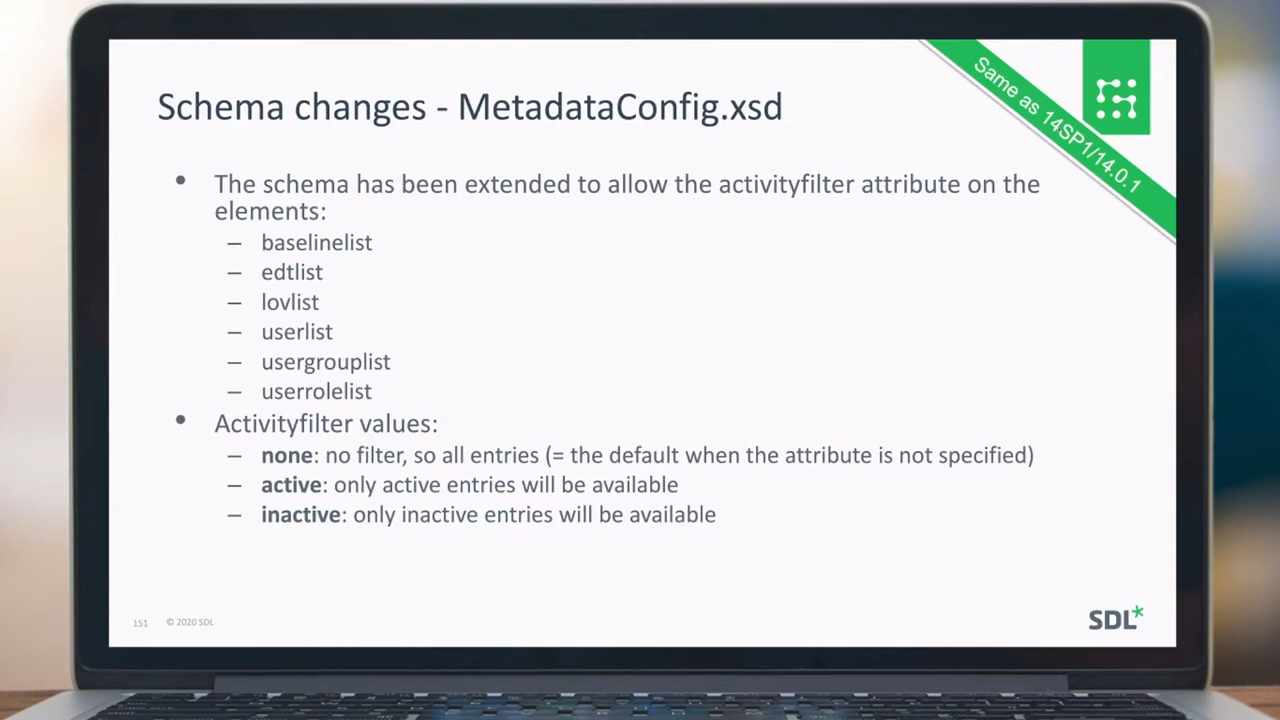 Same as 14SP1/14.0.1
Schema changes - MetadataConfig.xsd
• The schema has been extended to allow the activityfilter attribute on the
elements:
– baselinelist
– edtlist
– lovlist
– userlist
– usergrouplist
– userrolelist
• Activityfilter values:
– none: no filter, so all entries (= the default when the attribute is not specified)
– active: only active entries will be available
– inactive: only inactive entries will be available
151 © 2020 SDL
SDL*